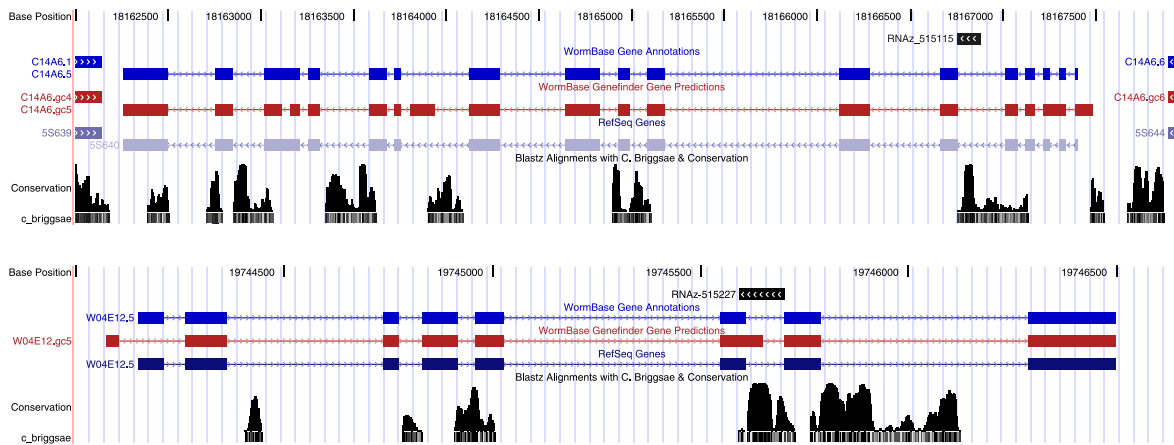 Base Position 18162500 18163000 18163500 18164000 18164500 18165000 18165500 18166000 18166500 18167000 18167500
RNAz_515115
WormBase Gene Annotations
C14A6.1 C14A6.6
C14A6.5
WormBase Genefinder Gene Predictions
C14A6.gc4 C14A6.gc6
C14A6.gc5
RefSeq Genes
5S639 5S644
5S640
Blastz Alignments with C. Briggsae & Conservation
Conservation
c_briggsae
Base Position 19744500 19745000 19745500 19746000 19746500
RNAz-515227
WormBase Gene Annotations
W04E12.5
WormBase Genefinder Gene Predictions
W04E12.gc5
RefSeq Genes
W04E12.5
Blastz Alignments with C. Briggsae & Conservation
Conservation
c_briggsae